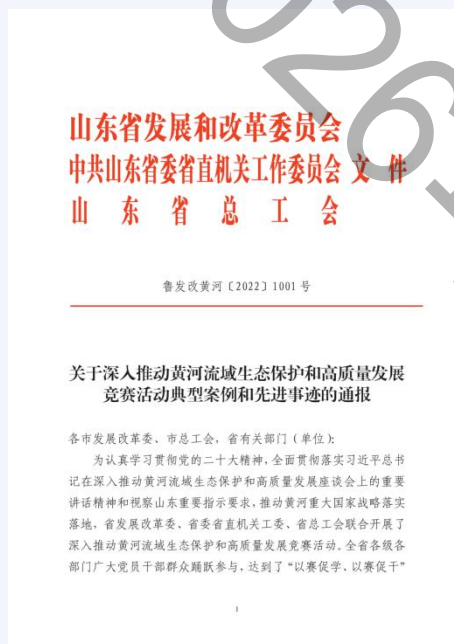 山东省发展和改革委员会
中共山东省委省直机关工作委员会 文件
山东省总工会
鲁发改黄河〔2022〕1001号
关于深入推动黄河流域生态保护和高质量发展
竞赛活动典型案例和先进事迹的通报
各市发展改革委、市总工会，省有关部门（单位）：
为认真学习贯彻党的二十大精神，全面贯彻落实习近平总书
记在深入推动黄河流域生态保护和高质量发展座谈会上的重要
讲话精神和视察山东重要指示要求，推动黄河重大国家战略落实
落地，省发展改革委、省委省直机关工委、省总工会联合开展了
深入推动黄河流域生态保护和高质量发展竞赛活动。全省各级各
部门广大党员干部群众踊跃参与，达到了“以赛促学、以赛促干”
1